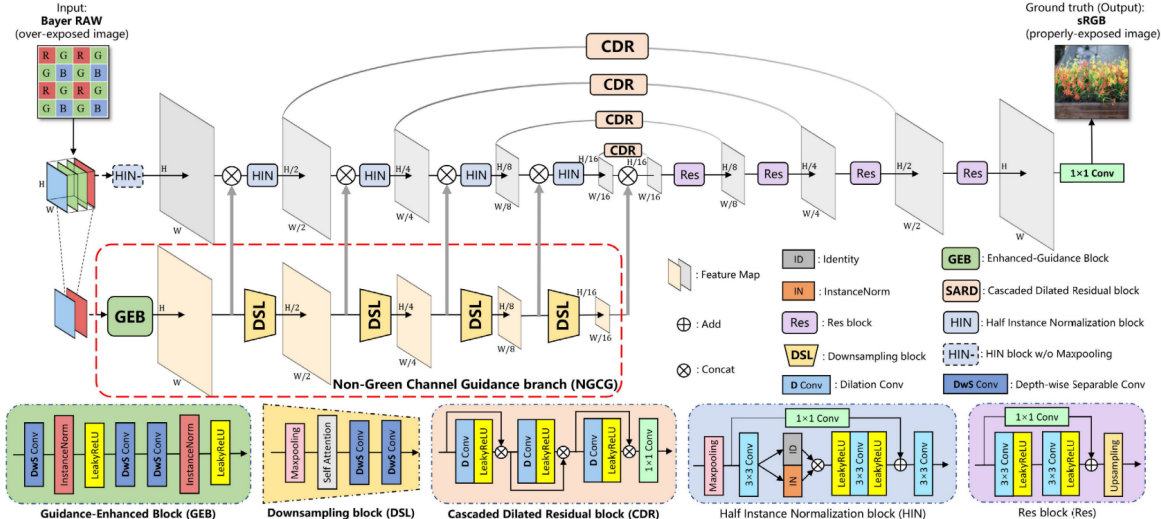 Input:
Bayer RAW
(over-exposed image)
R G R G
G B G B
R G R G
G B G B
Ground truth (Output):
sRGB
(properly-exposed image)
CDR
CDR
CDR
CDR
H
W
HIN-
H
W
HIN
H/2
W/2
HIN
H/4
W/4
HIN
H/8
W/8
HIN
H/16
W/16
H/16
W/16
Res
H/8
W/8
Res
H/4
W/4
Res
H/2
W/2
Res
H
W
1×1 Conv
GEB
H
W
DSL
H/2
W/2
DSL
H/4
W/4
DSL
H/8
W/8
DSL
H/16
W/16
Non-Green Channel Guidance branch (NGCG)
: Feature Map
: Add
: Concat
ID : Identity
IN : InstanceNorm
Res : Res block
DSL : Downsampling block
D Conv : Dilation Conv
GEB : Enhanced-Guidance Block
SARD : Cascaded Dilated Residual block
HIN : Half Instance Normalization block
HIN- : HIN block w/o Maxpooling
DwS Conv : Depth-wise Separable Conv
DwS Conv
InstanceNorm
LeakyReLU
DwS Conv
DwS Conv
InstanceNorm
LeakyReLU
Guidance-Enhanced Block (GEB)
Maxpooling
Self Attention
DwS Conv
DwS Conv
Downsampling block (DSL)
D Conv
LeakyReLU
D Conv
LeakyReLU
D Conv
LeakyReLU
1×1 Conv
Cascaded Dilated Residual block (CDR)
1×1 Conv
Maxpooling
3×3 Conv
ID
IN
LeakyReLU
3×3 Conv
LeakyReLU
3×3 Conv
Half Instance Normalization block (HIN)
1×1 Conv
3×3 Conv
LeakyReLU
3×3 Conv
LeakyReLU
Upsampling
Res block (Res)